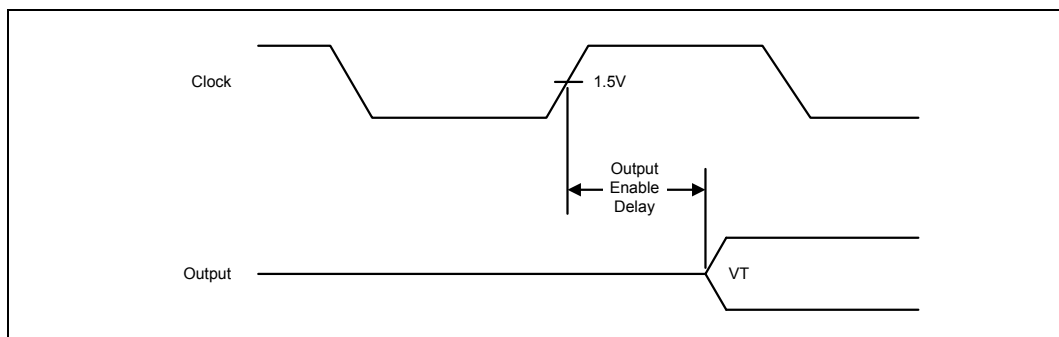 Clock
1.5V
Output
Enable
Delay
Output
VT